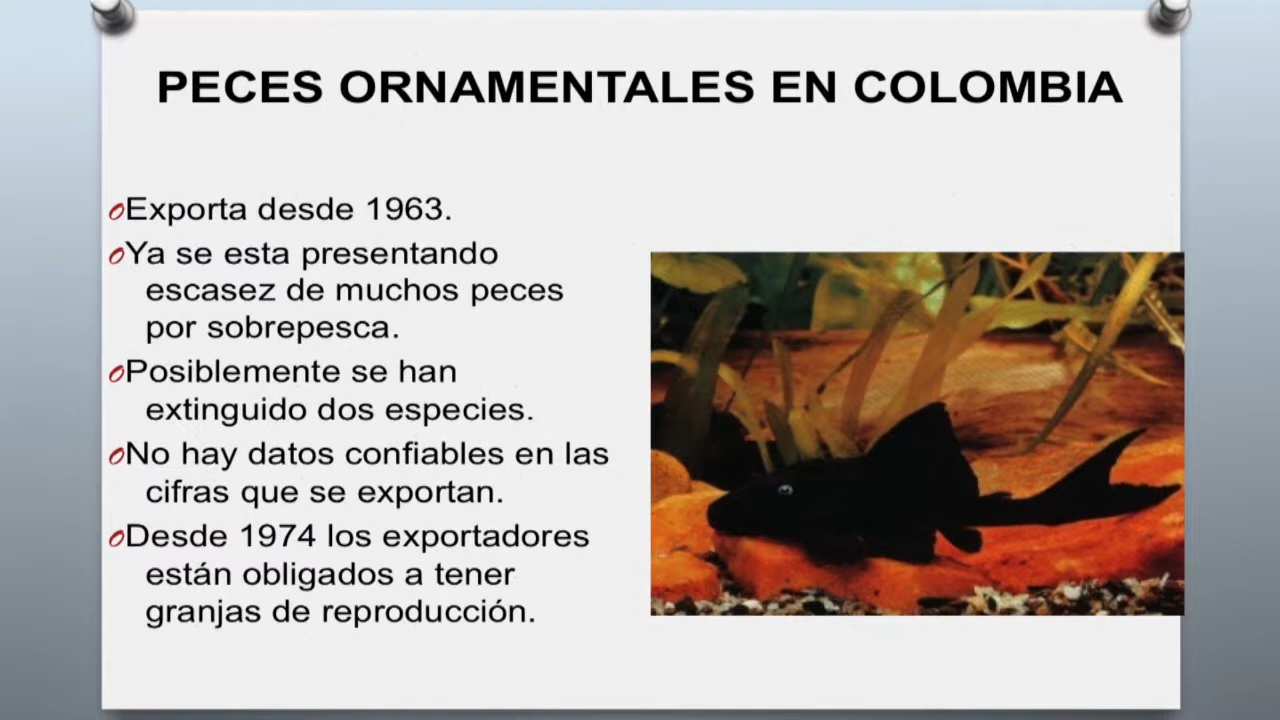 PECES ORNAMENTALES EN COLOMBIA
Exporta desde 1963.
Ya se esta presentando
escasez de muchos peces
por sobrepesca.
Posiblemente se han
extinguido dos especies.
No hay datos confiables en las
cifras que se exportan.
Desde 1974 los exportadores
están obligados a tener
granjas de reproducción.